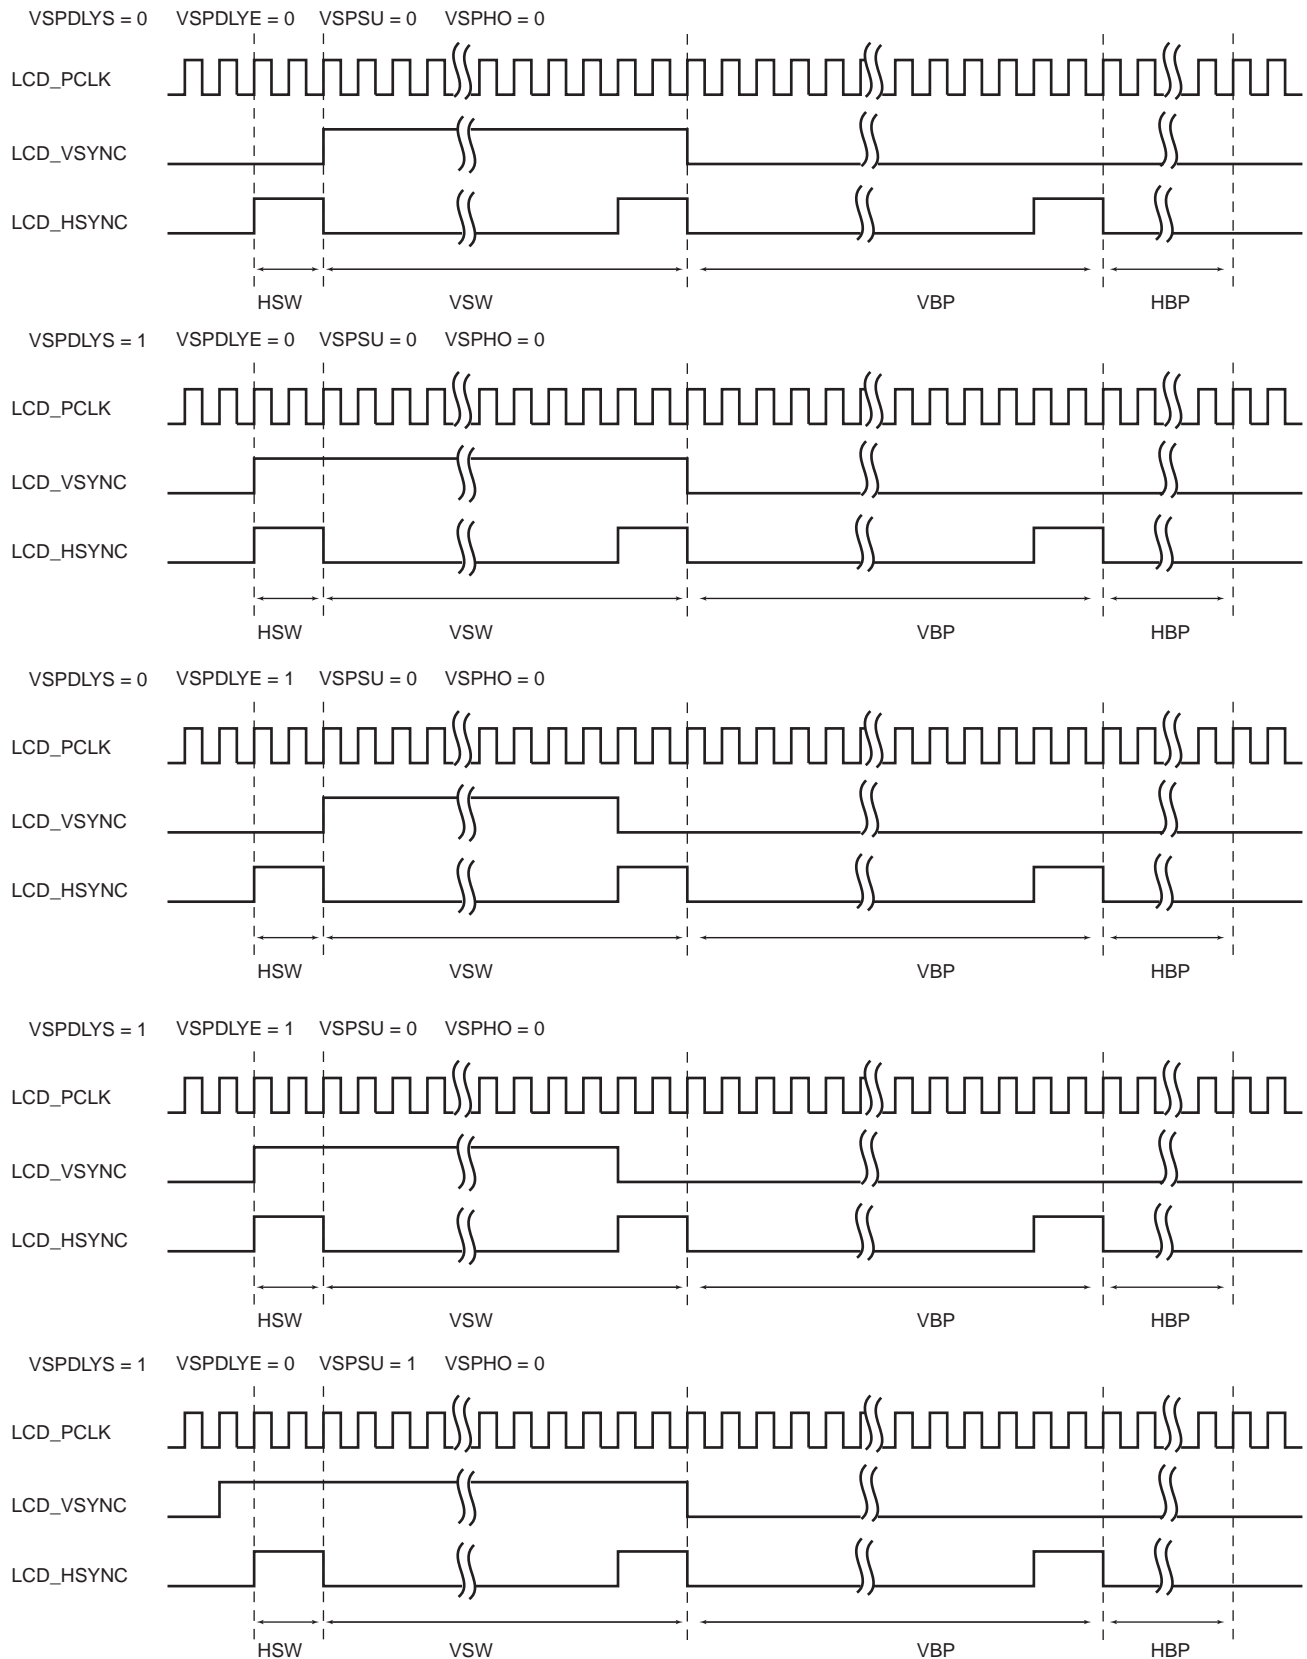 VSPDLYS = 0 VSPDLYE = 0 VSPSU = 0 VSPHO = 0
LCD_PCLK
LCD_VSYNC
LCD_HSYNC
HSW VSW VBP HBP
VSPDLYS = 1 VSPDLYE = 0 VSPSU = 0 VSPHO = 0
LCD_PCLK
LCD_VSYNC
LCD_HSYNC
HSW VSW VBP HBP
VSPDLYS = 0 VSPDLYE = 1 VSPSU = 0 VSPHO = 0
LCD_PCLK
LCD_VSYNC
LCD_HSYNC
HSW VSW VBP HBP
VSPDLYS = 1 VSPDLYE = 1 VSPSU = 0 VSPHO = 0
LCD_PCLK
LCD_VSYNC
LCD_HSYNC
HSW VSW VBP HBP
VSPDLYS = 1 VSPDLYE = 0 VSPSU = 1 VSPHO = 0
LCD_PCLK
LCD_VSYNC
LCD_HSYNC
HSW VSW VBP HBP